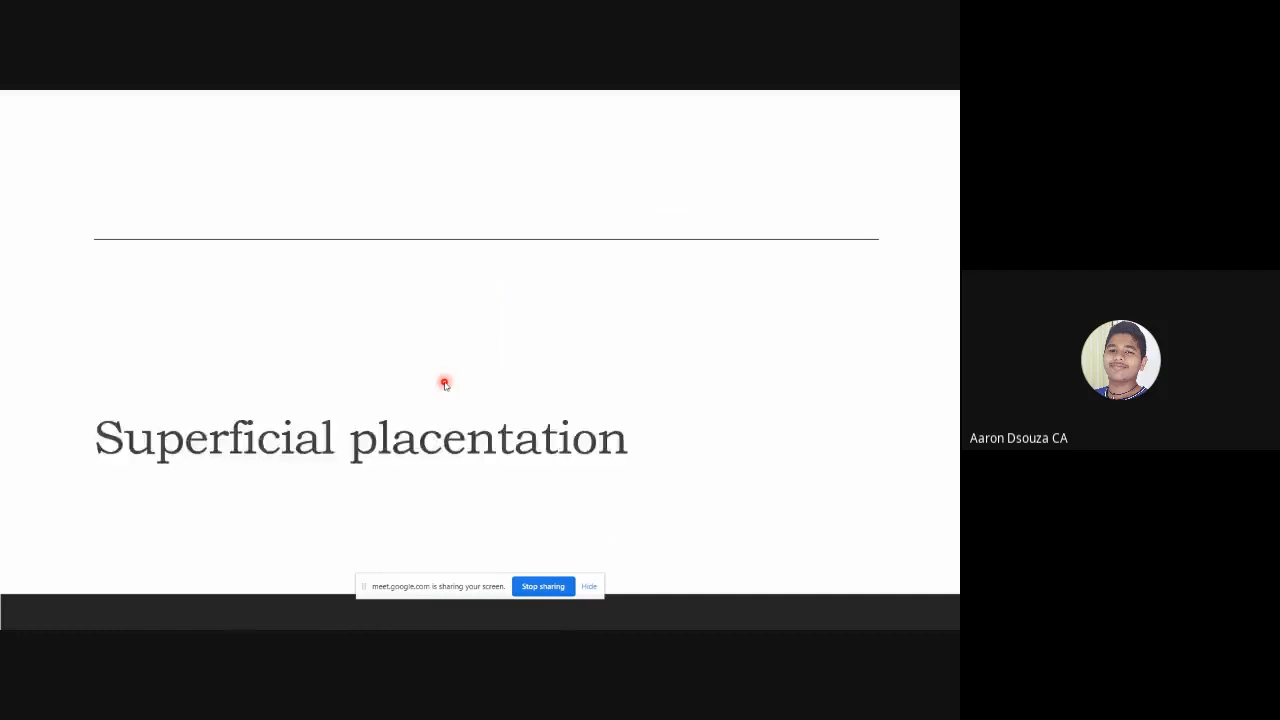 Superficial placentation
Aaron Dsouza CA
meet.google.com is sharing your screen. Stop sharing Hide